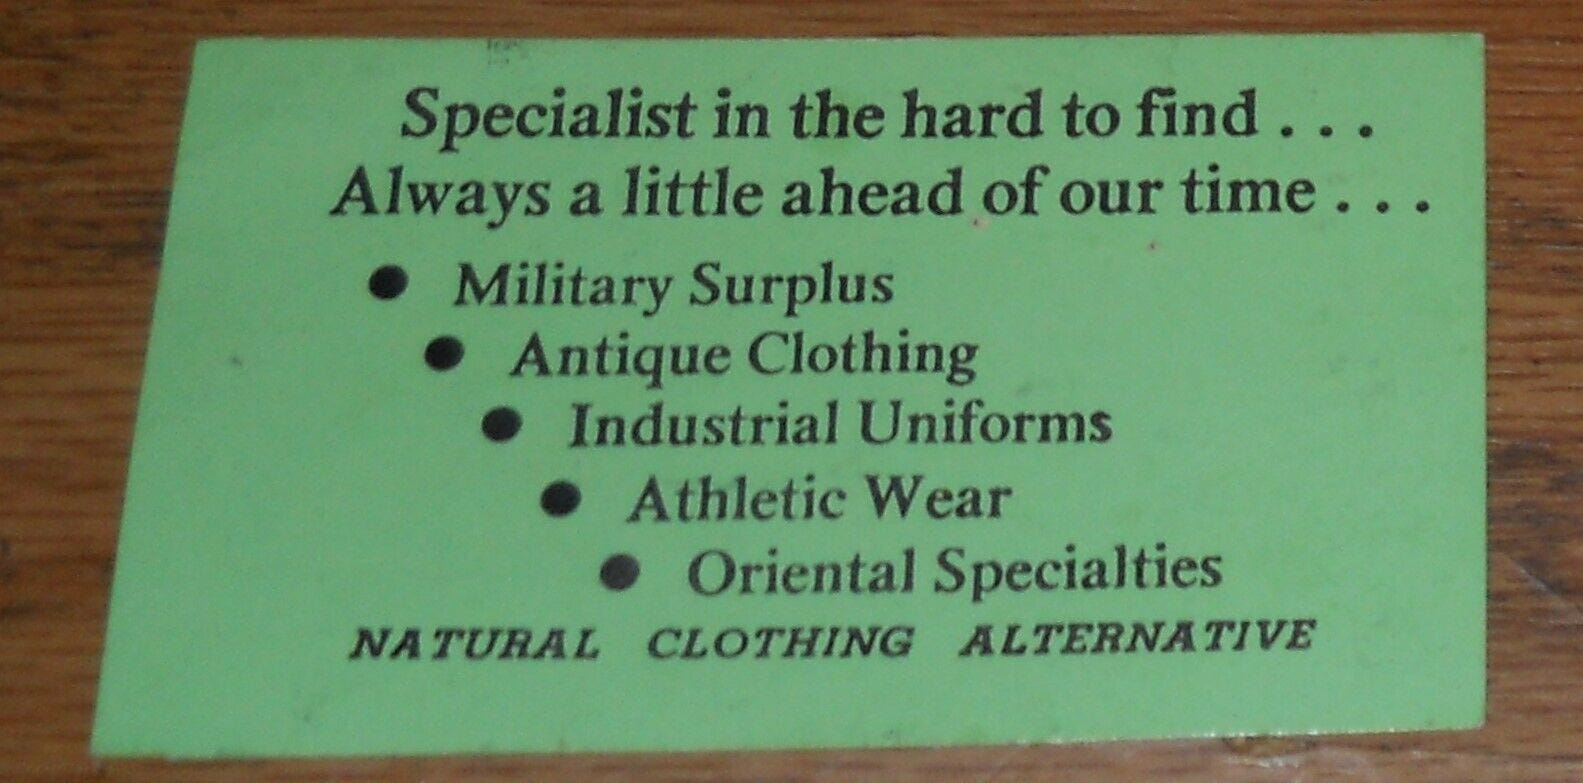 Specialist in the hard to find . . .
Always a little ahead of our time . . .
● Military Surplus
● Antique Clothing
● Industrial Uniforms
● Athletic Wear
● Oriental Specialties
NATURAL CLOTHING ALTERNATIVE